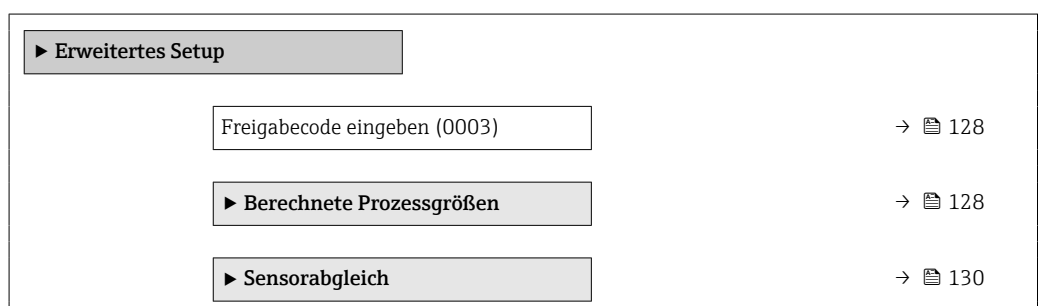 ▶ Erweitertes Setup
Freigabecode eingeben (0003) → 128
▶ Berechnete Prozessgrößen → 128
▶ Sensorabgleich → 130